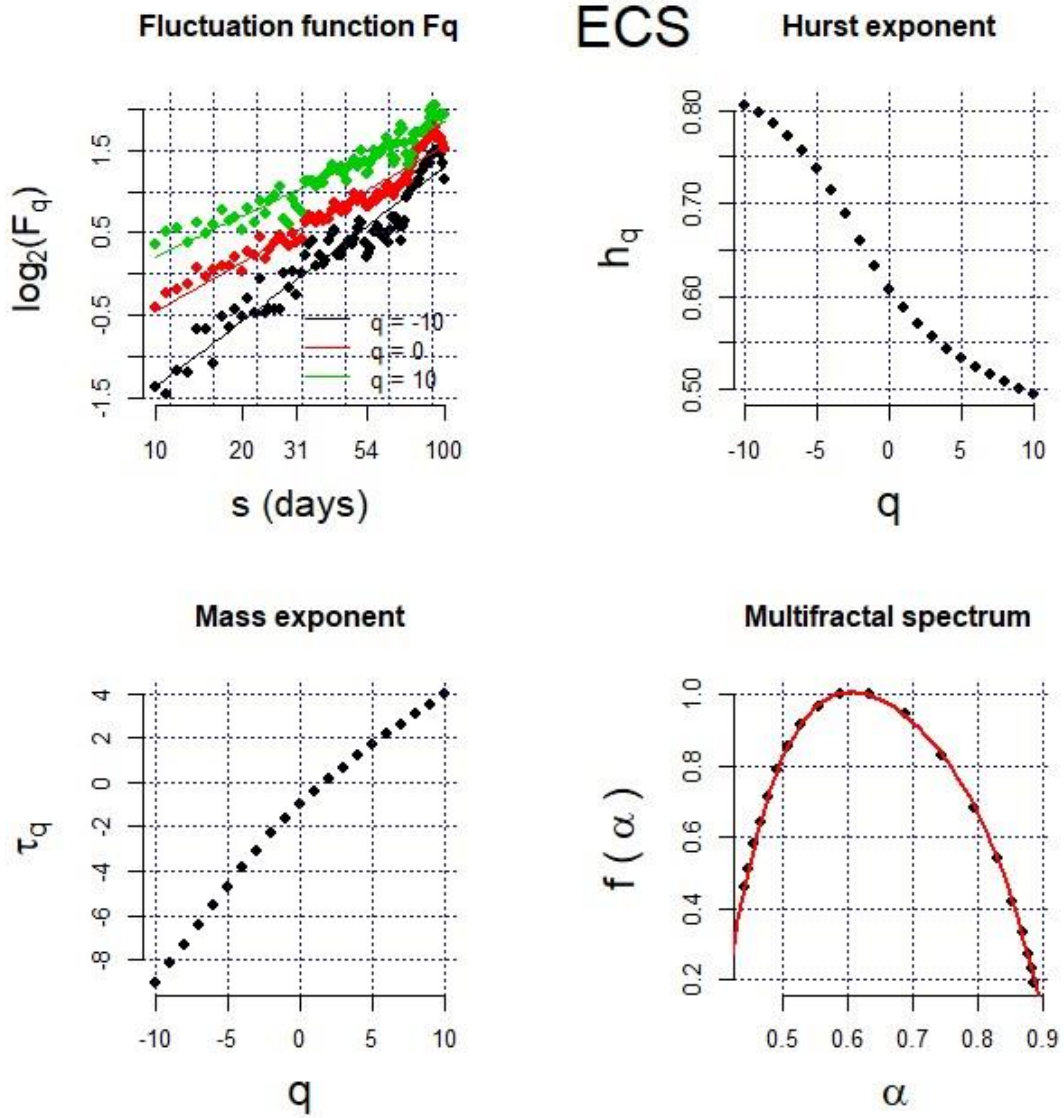 ECS
Fluctuation function Fq
log2(Fq)
1.5
0.5
-0.5
-1.5
q = -10
q = 0
q = 10
10 20 31 54 100
s (days)
Hurst exponent
hq
0.80
0.70
0.60
0.50
-10 -5 0 5 10
q
Mass exponent
τq
4
2
0
-2
-4
-6
-8
-10 -5 0 5 10
q
Multifractal spectrum
f ( α )
1.0
0.8
0.6
0.4
0.2
0.5 0.6 0.7 0.8 0.9
α